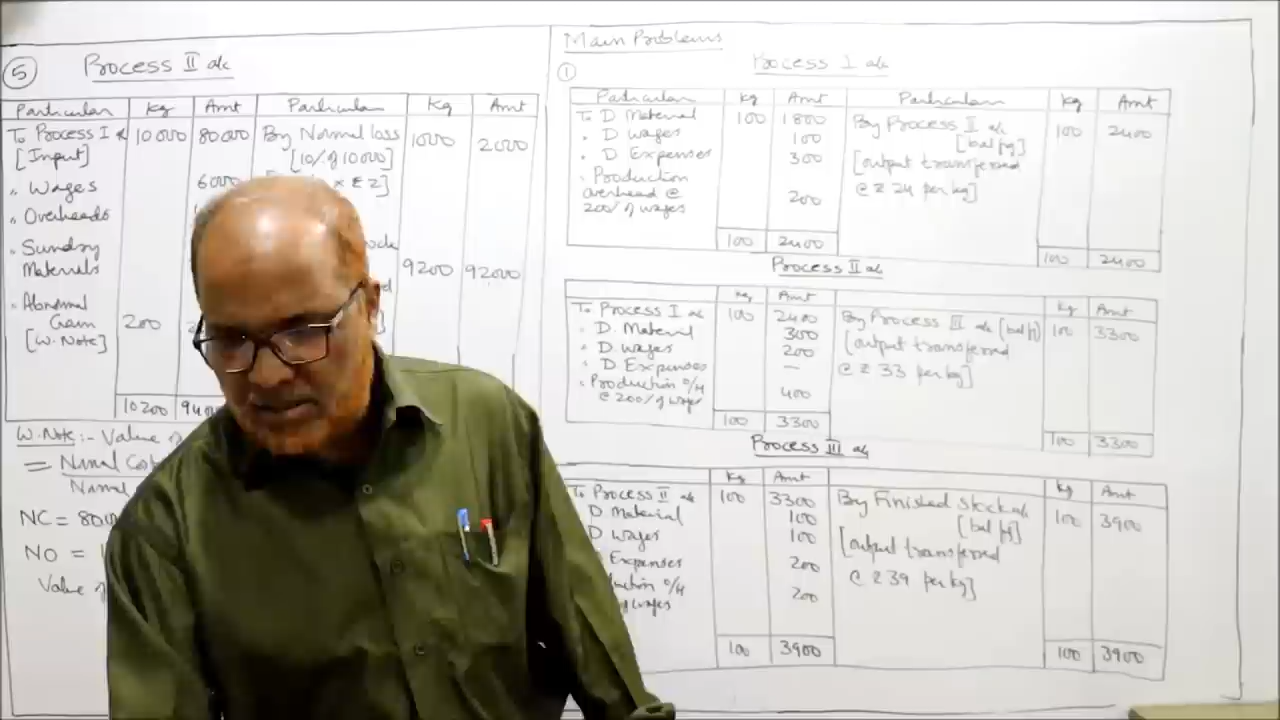 5 Process II a/c
Particular Kg Amt Particular Kg Amt
To Process I a 10000 80000 By Normal loss 1000 2000
[Input] [10% of 10000]
" Wages 6000 x ₹ 2]
" Overheads
" Sundry
Materials 9200 92000
" Abnormal
Gain 200
[W.Note]
10200 940
W.Note:- Value
= Normal Cost
Normal
NC = 80
NO =
Value
Main Problems
1 Process I a/c
Particular Kg Amt Particular Kg Amt
To D Material 100 1800 By Process II a/c 100 2400
" D wages 100 [bal fig]
" D Expenses 300 [output transferred
" Production @ ₹ 24 per kg]
overhead @ 200
200% of wages
100 2400 100 2400
Process II a/c
Kg Amt Kg Amt
To Process I a/c 100 2400 By Process III a/c [bal f] 100 3300
" D. Material 300 [output transferred
" D wages 200 @ ₹ 33 per kg]
" D Expenses —
" Production o/H 400
@ 200% of wages
100 3300 100 3300
Process III a/c
Kg Amt Kg Amt
To Process II a/c 100 3300 By Finished stock a/c 100 3900
D Material 100 [bal fig]
D wages 100 [output transferred
Expenses 200 @ ₹ 39 per kg]
duction o/H 200
of wages
100 3900 100 3900